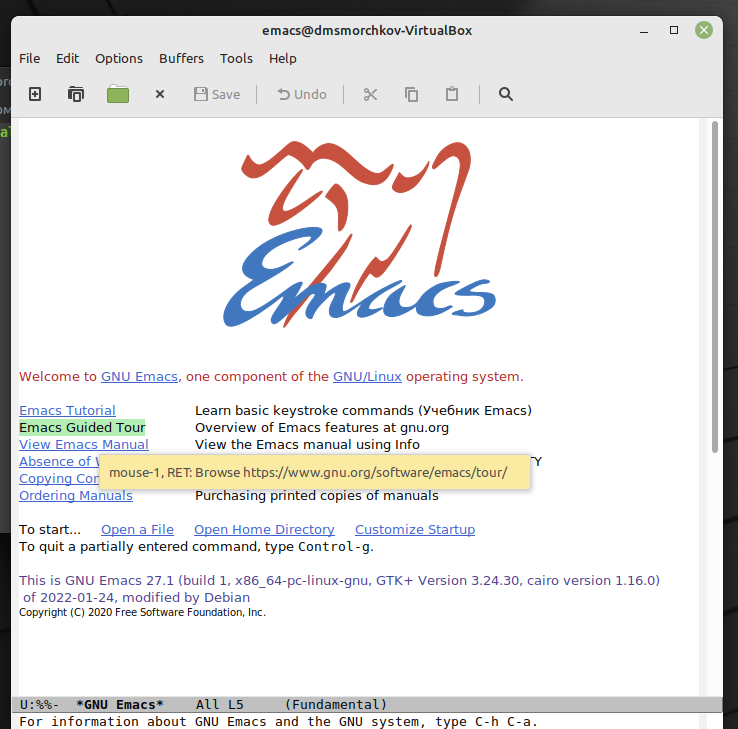 emacs@dmsmorchkov-VirtualBox
File Edit Options Buffers Tools Help
Save Undo
Emacs
Welcome to GNU Emacs, one component of the GNU/Linux operating system.
Emacs Tutorial Learn basic keystroke commands (Учебник Emacs)
Emacs Guided Tour Overview of Emacs features at gnu.org
View Emacs Manual View the Emacs manual using Info
Absence of
mouse-1, RET: Browse https://www.gnu.org/software/emacs/tour/
Ordering Manuals Purchasing printed copies of manuals
To start... Open a File Open Home Directory Customize Startup
To quit a partially entered command, type Control-g.
This is GNU Emacs 27.1 (build 1, x86_64-pc-linux-gnu, GTK+ Version 3.24.30, cairo version 1.16.0)
of 2022-01-24, modified by Debian
Copyright (C) 2020 Free Software Foundation, Inc.
U:%%- *GNU Emacs* All L5 (Fundamental)
For information about GNU Emacs and the GNU system, type C-h C-a.